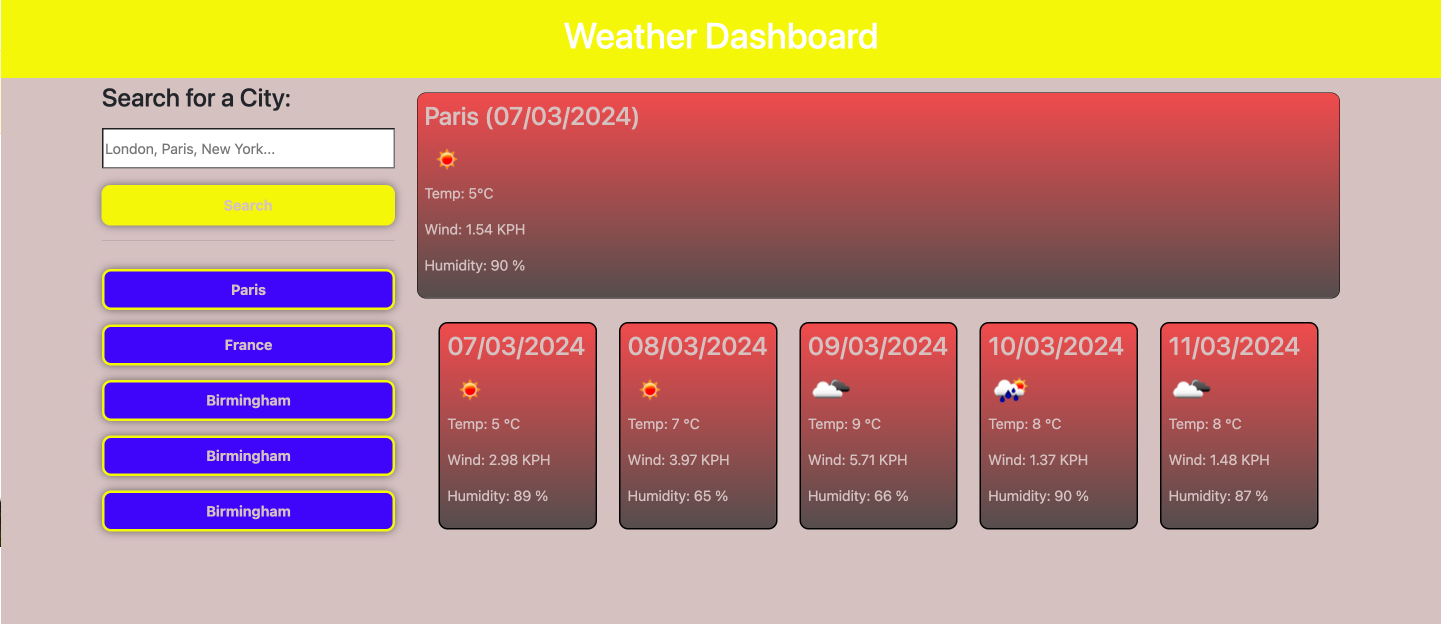 Weather Dashboard
Search for a City:
London, Paris, New York...
Search
Paris
France
Birmingham
Birmingham
Birmingham
Paris (07/03/2024)
Temp: 5°C
Wind: 1.54 KPH
Humidity: 90 %
07/03/2024
Temp: 5 °C
Wind: 2.98 KPH
Humidity: 89 %
08/03/2024
Temp: 7 °C
Wind: 3.97 KPH
Humidity: 65 %
09/03/2024
Temp: 9 °C
Wind: 5.71 KPH
Humidity: 66 %
10/03/2024
Temp: 8 °C
Wind: 1.37 KPH
Humidity: 90 %
11/03/2024
Temp: 8 °C
Wind: 1.48 KPH
Humidity: 87 %